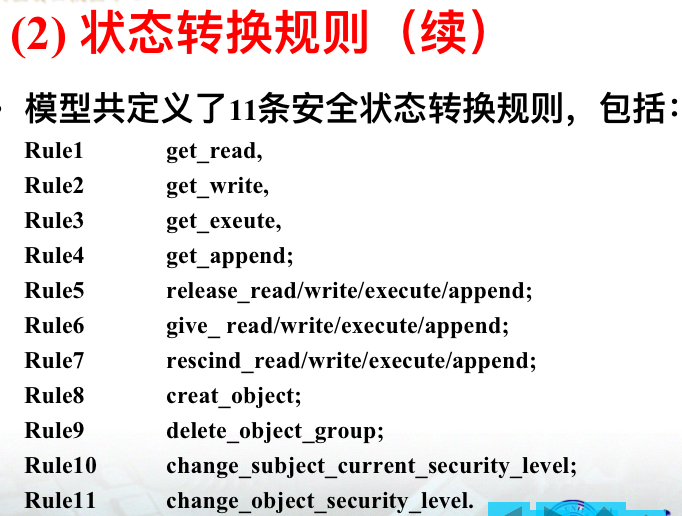 (2) 状态转换规则（续）
• 模型共定义了11条安全状态转换规则，包括：
Rule1 get_read,
Rule2 get_write,
Rule3 get_exeute,
Rule4 get_append;
Rule5 release_read/write/execute/append;
Rule6 give_ read/write/execute/append;
Rule7 rescind_read/write/execute/append;
Rule8 creat_object;
Rule9 delete_object_group;
Rule10 change_subject_current_security_level;
Rule11 change_object_security_level.